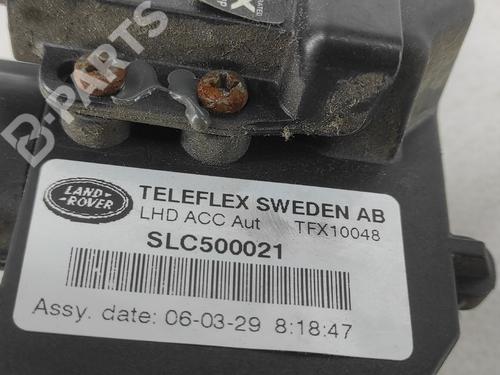 B-PARTS
LAND
ROVER
TELEFLEX SWEDEN AB
LHD ACC Aut TFX10048
SLC500021
Assy. date: 06-03-29 8:18:47